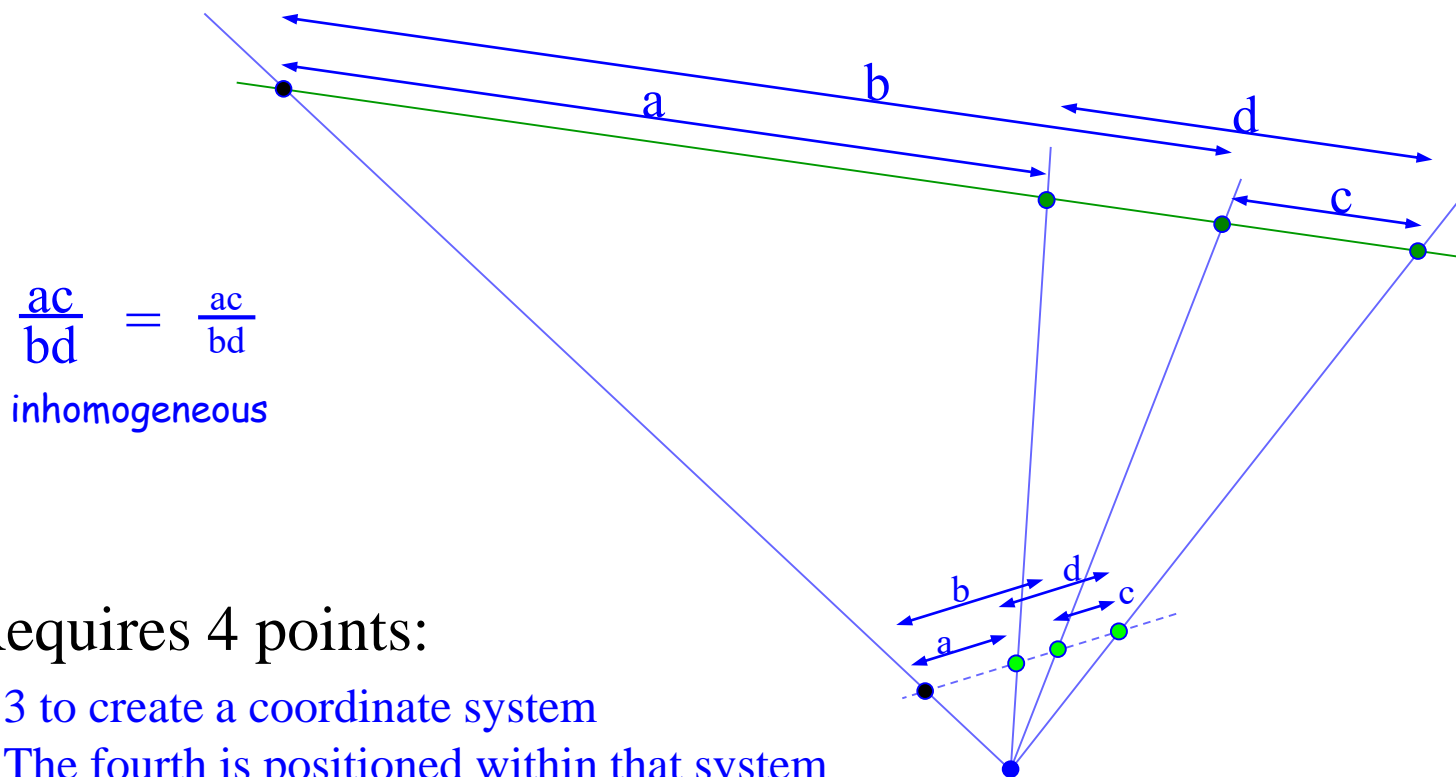 b
a
d
c
ac = ac
bd bd
inhomogeneous
b
d
c
a
equires 4 points:
3 to create a coordinate system
The fourth is positioned within that system